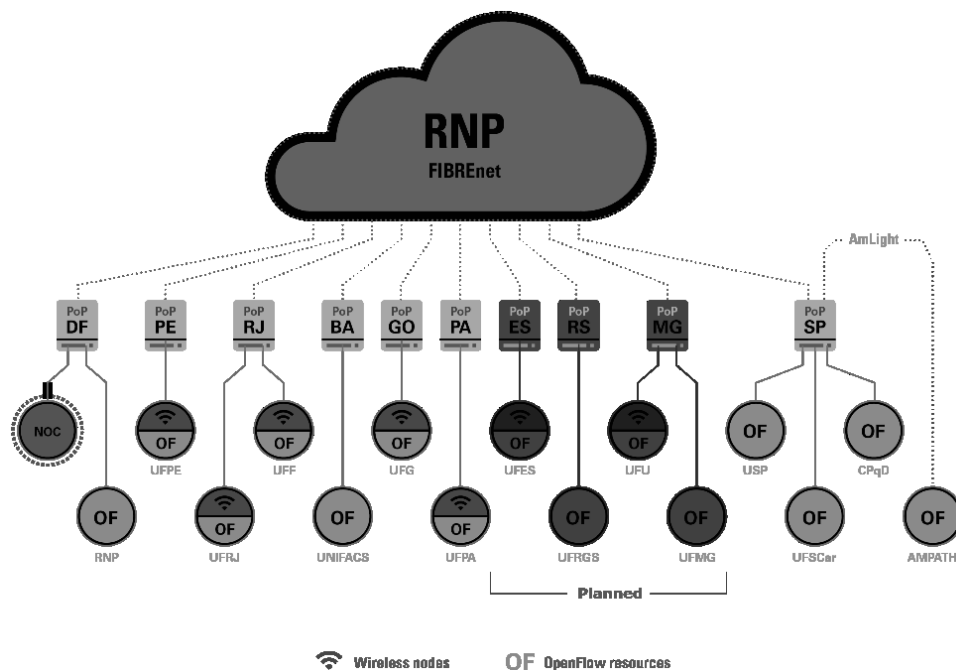 RNP
FIBREnet
AmLight
PoP
DF
PoP
PE
PoP
RJ
PoP
BA
PoP
GO
PoP
PA
PoP
ES
PoP
RS
PoP
MG
PoP
SP
NOC
OF
UFPE
OF
UFF
OF
UFG
OF
UFES
OF
UFU
OF
USP
OF
CPqD
OF
RNP
OF
UFRJ
OF
UNIFACS
OF
UFPA
OF
UFRGS
OF
UFMG
OF
UFSCar
OF
AMPATH
Planned
Wireless nodes
OF OpenFlow resources